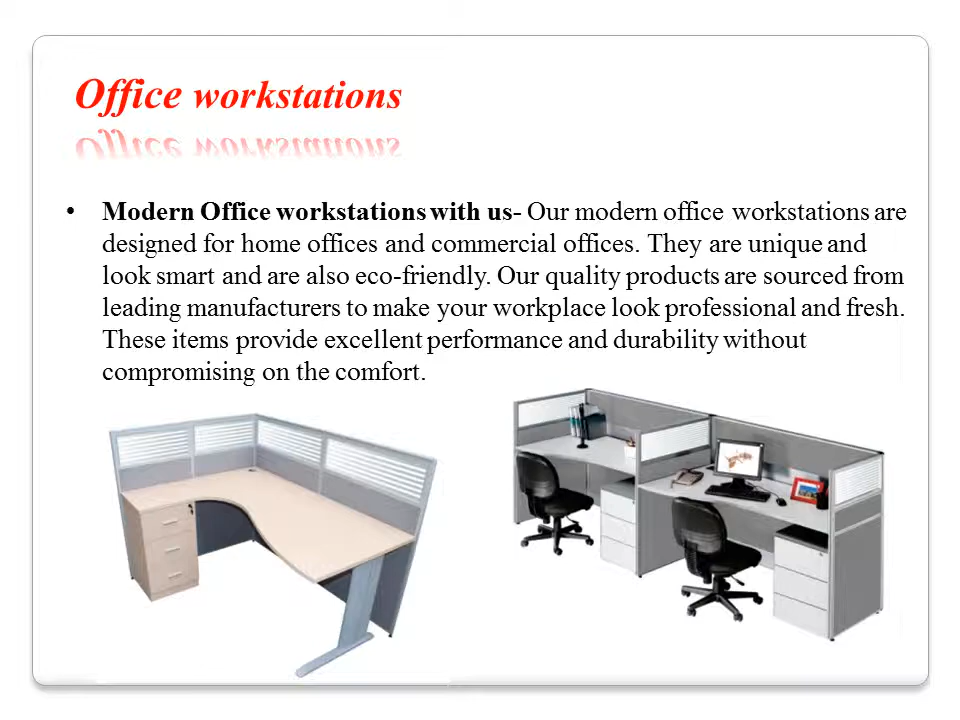 Office workstations
• Modern Office workstations with us- Our modern office workstations are
designed for home offices and commercial offices. They are unique and
look smart and are also eco-friendly. Our quality products are sourced from
leading manufacturers to make your workplace look professional and fresh.
These items provide excellent performance and durability without
compromising on the comfort.